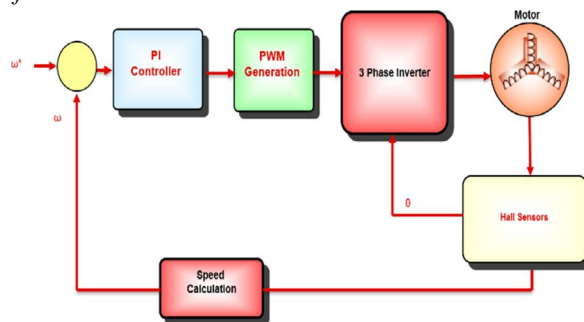 Motor
ω*
PI
Controller
PWM
Generation
3 Phase Inverter
ω
θ
Hall Sensors
Speed
Calculation